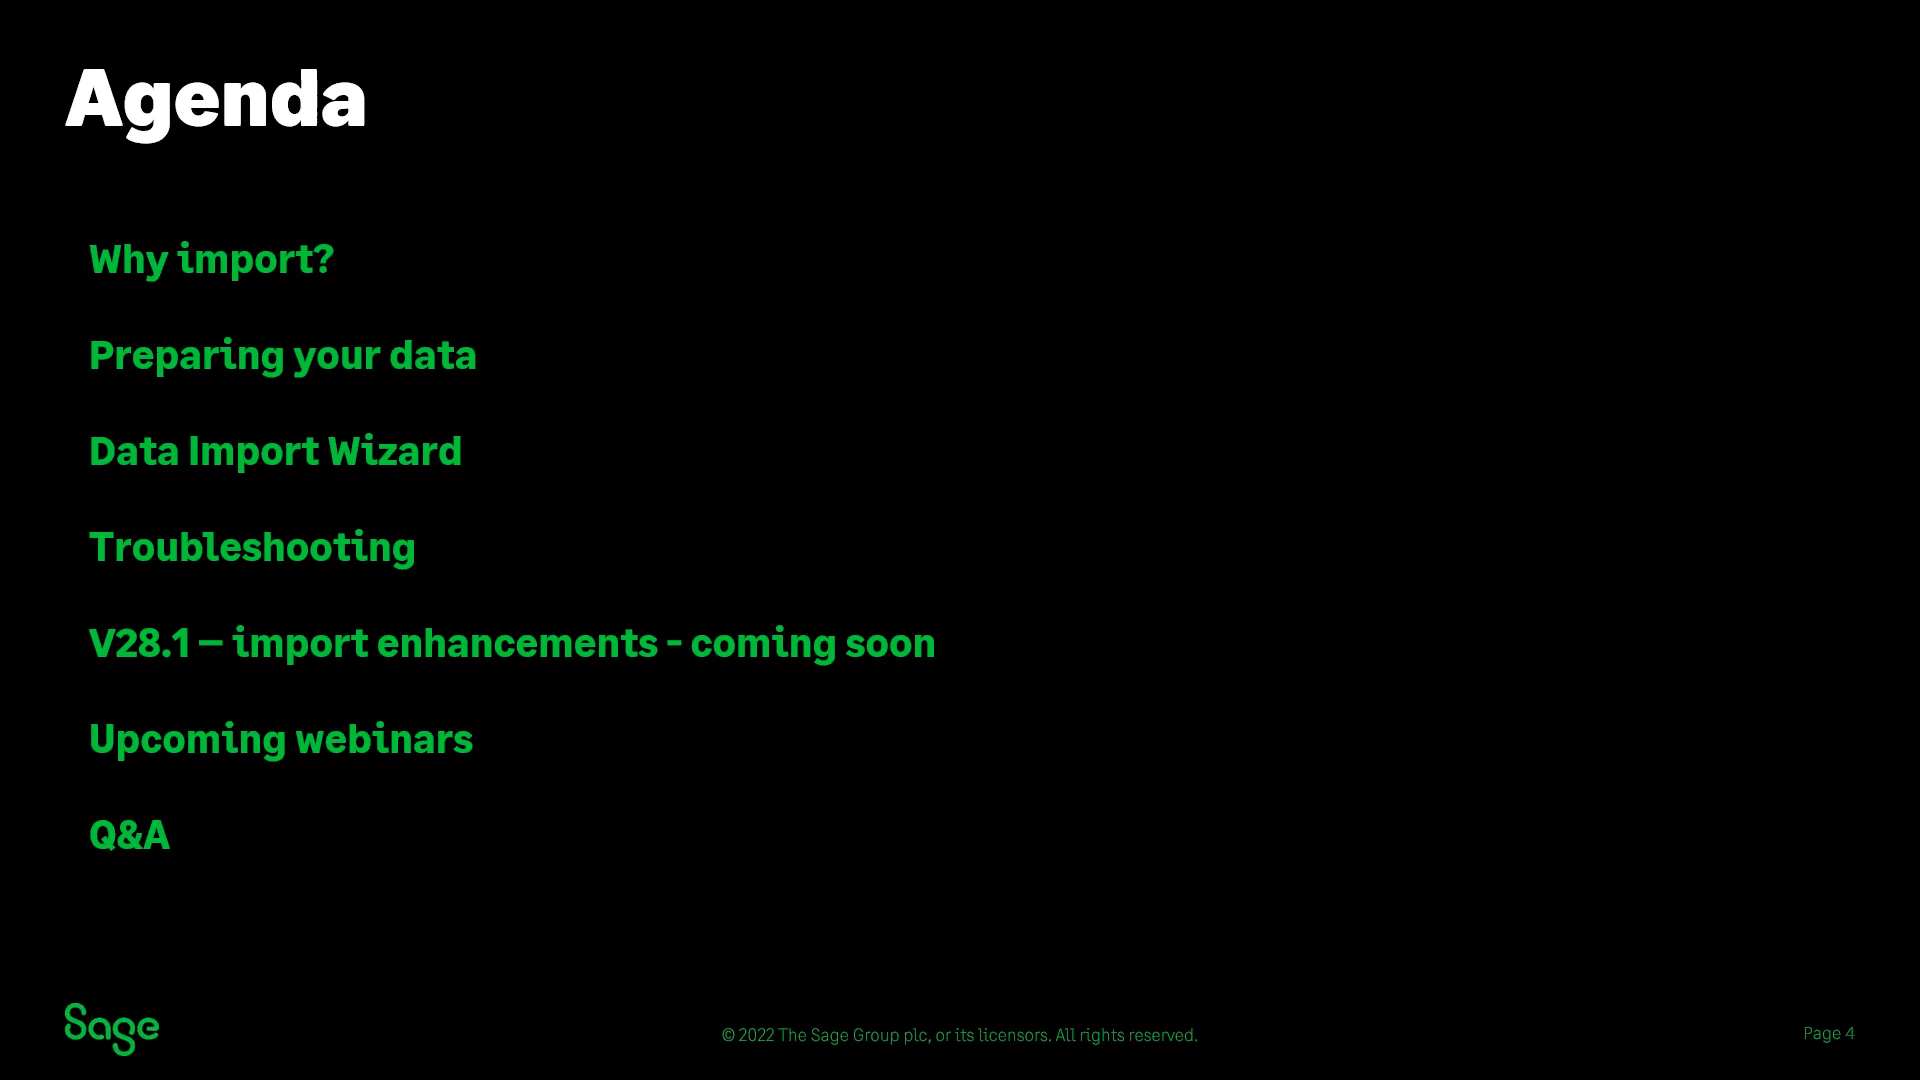 Agenda
Why import?
Preparing your data
Data Import Wizard
Troubleshooting
V28.1 – import enhancements - coming soon
Upcoming webinars
Q&A
Sage
© 2022 The Sage Group plc, or its licensors. All rights reserved.
Page 4